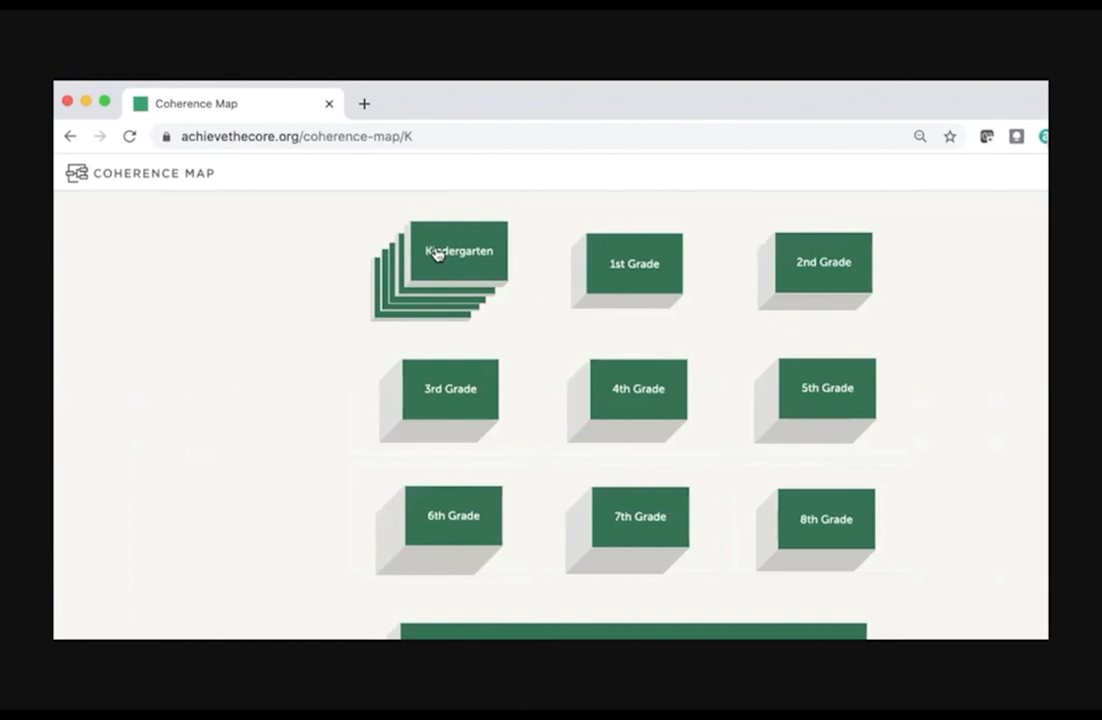 Coherence Map
achievethecore.org/coherence-map/K
COHERENCE MAP
Kindergarten
1st Grade
2nd Grade
3rd Grade
4th Grade
5th Grade
6th Grade
7th Grade
8th Grade